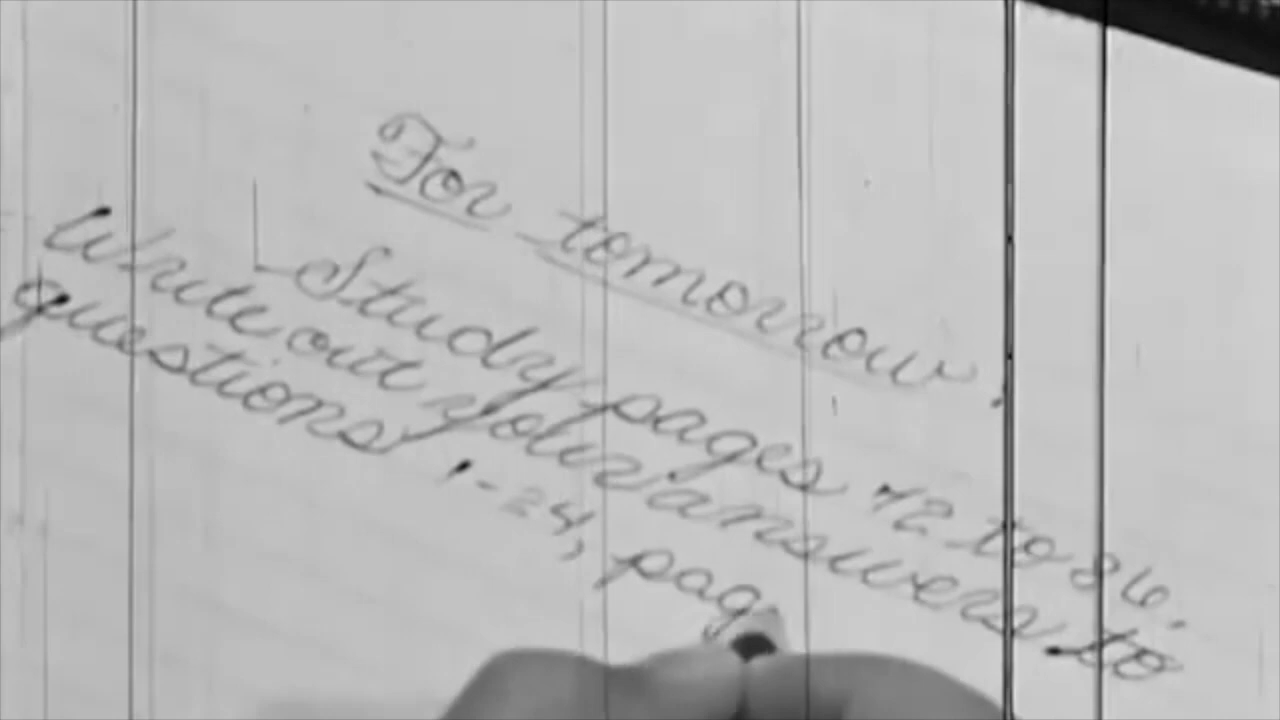 For tomorrow.
Study pages 72 to 86.
Write out your answers to
questions 1-24, pag